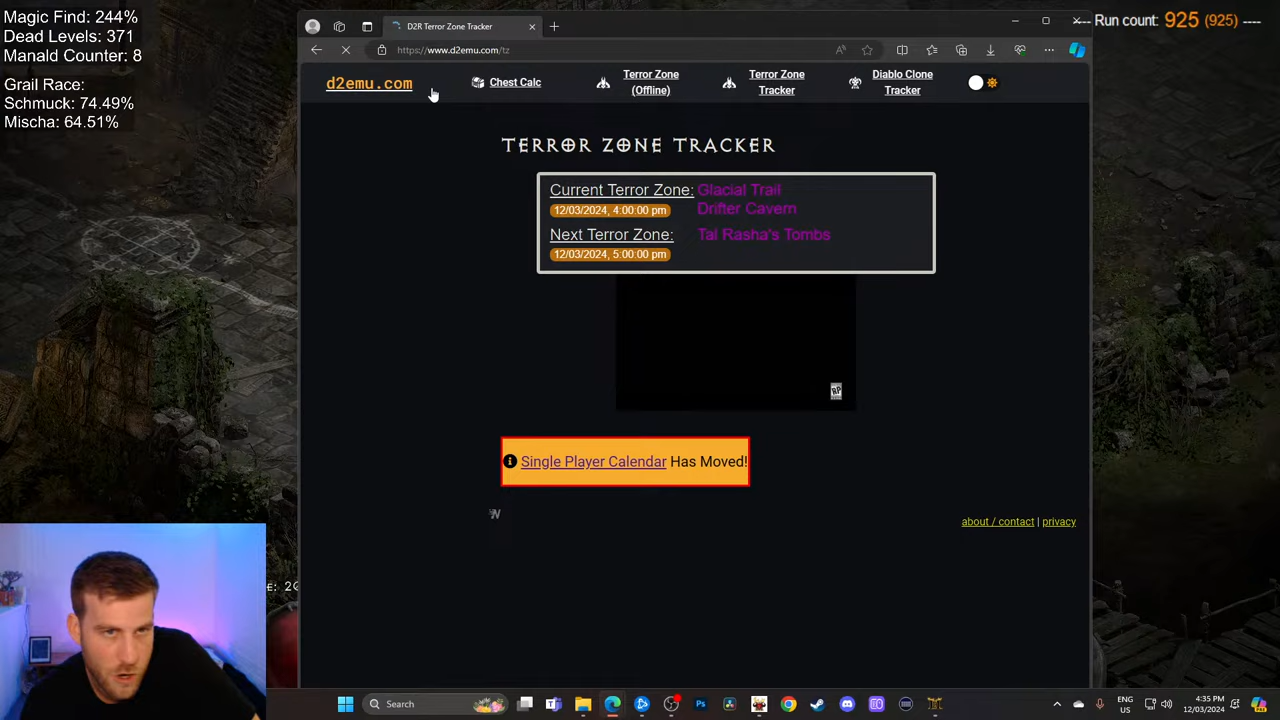 Magic Find: 244%
Dead Levels: 371
Manald Counter: 8
Grail Race:
Schmuck: 74.49%
Mischa: 64.51%
D2R Terror Zone Tracker
---- Run count: 925 (925) ----
https://www.d2emu.com/tz
d2emu.com
Chest Calc
Terror Zone
(Offline)
Terror Zone
Tracker
Diablo Clone
Tracker
TERROR ZONE TRACKER
Current Terror Zone: Glacial Trail
12/03/2024, 4:00:00 pm Drifter Cavern
Next Terror Zone: Tal Rasha's Tombs
12/03/2024, 5:00:00 pm
RP
Single Player Calendar Has Moved!
about / contact | privacy
Search
ENG
US
4:35 PM
12/03/2024